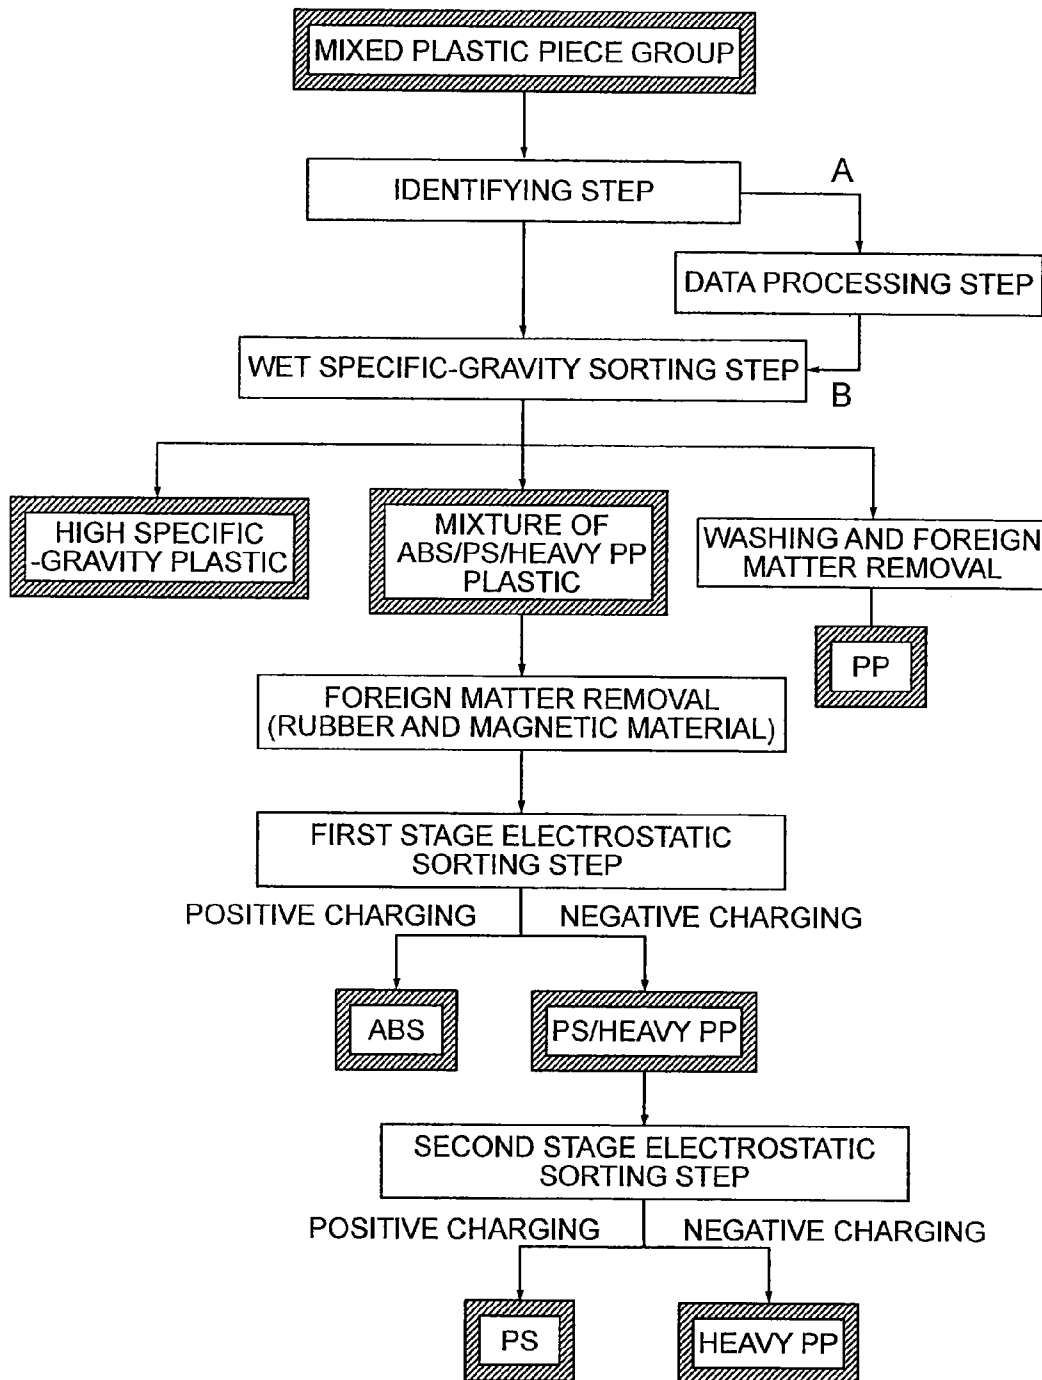 MIXED PLASTIC PIECE GROUP
IDENTIFYING STEP
A
DATA PROCESSING STEP
WET SPECIFIC-GRAVITY SORTING STEP
B
HIGH SPECIFIC
-GRAVITY PLASTIC
MIXTURE OF
ABS/PS/HEAVY PP
PLASTIC
WASHING AND FOREIGN
MATTER REMOVAL
PP
FOREIGN MATTER REMOVAL
(RUBBER AND MAGNETIC MATERIAL)
FIRST STAGE ELECTROSTATIC
SORTING STEP
POSITIVE CHARGING
NEGATIVE CHARGING
ABS
PS/HEAVY PP
SECOND STAGE ELECTROSTATIC
SORTING STEP
POSITIVE CHARGING
NEGATIVE CHARGING
PS
HEAVY PP